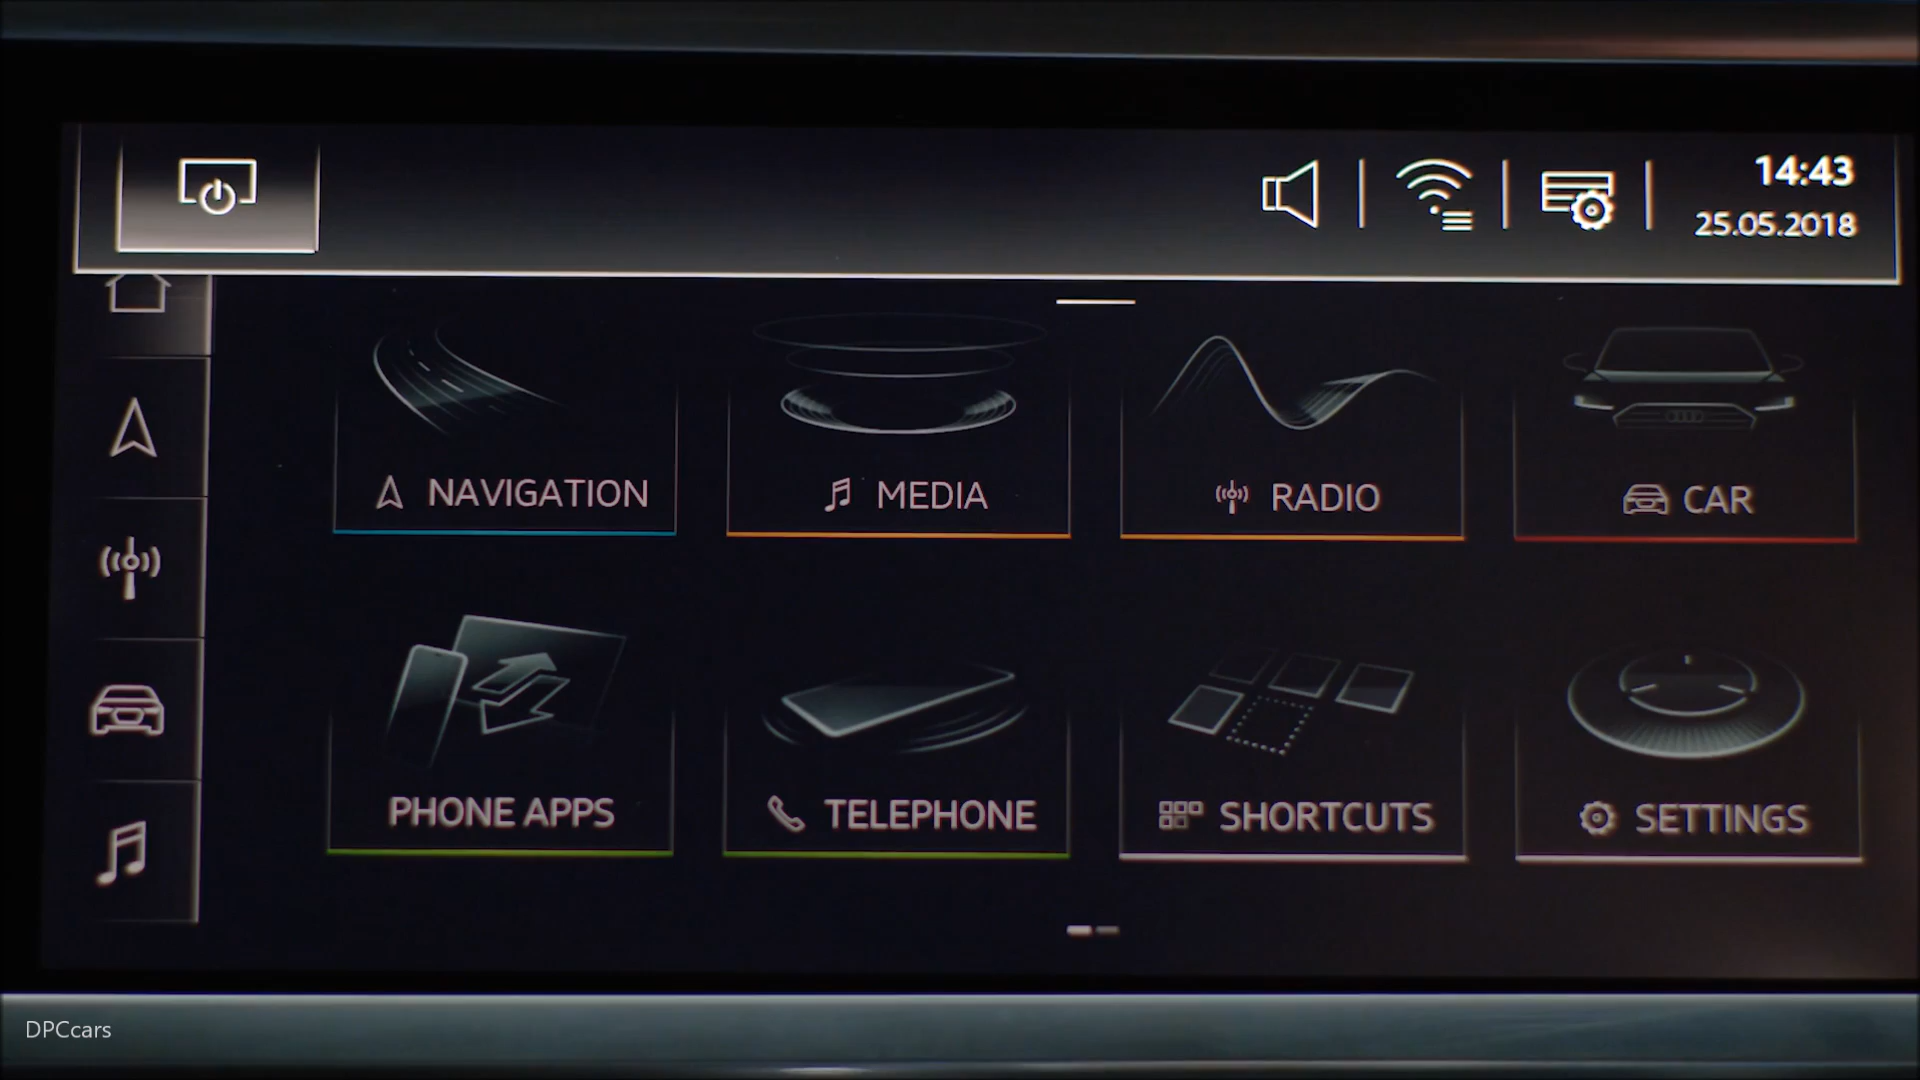 14:43
25.05.2018
NAVIGATION
MEDIA
RADIO
CAR
PHONE APPS
TELEPHONE
SHORTCUTS
SETTINGS
DPCcars